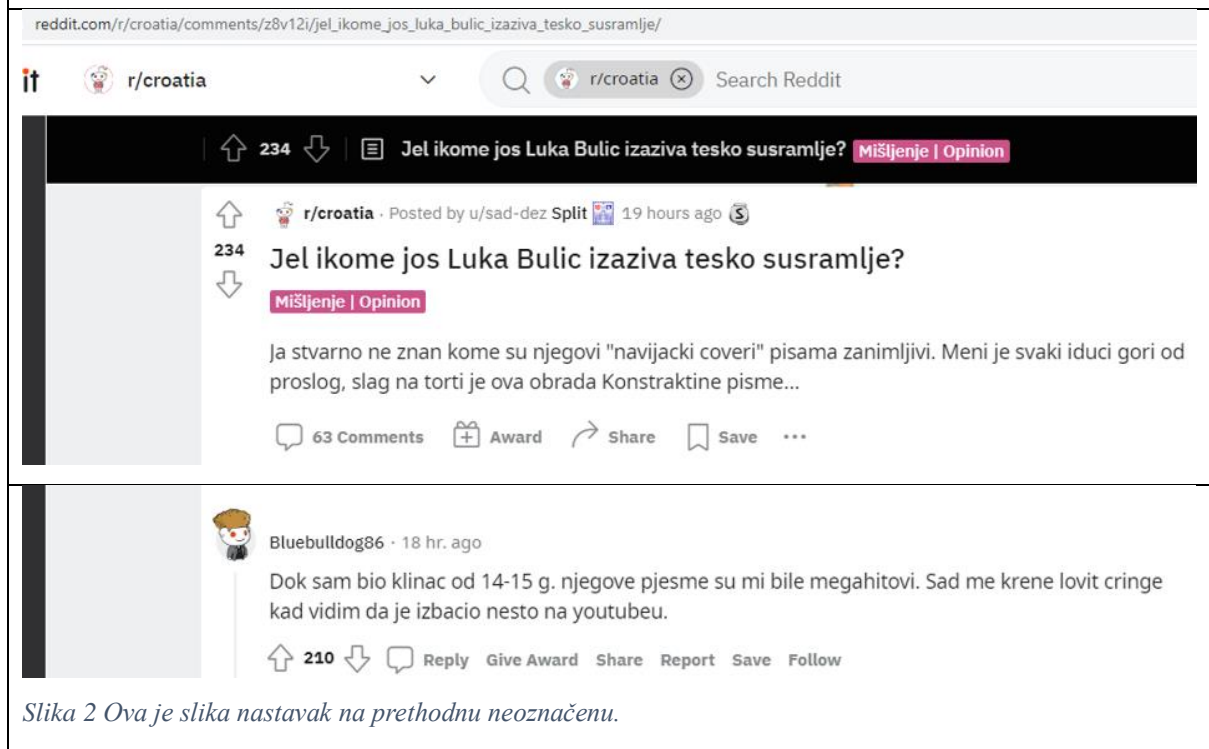 reddit.com/r/croatia/comments/z8v12i/jel_ikome_jos_luka_bulic_izaziva_tesko_susramlje/
it r/croatia r/croatia Search Reddit
234 Jel ikome jos Luka Bulic izaziva tesko susramlje? Mišljenje | Opinion
r/croatia · Posted by u/sad-dez Split 19 hours ago
234
Jel ikome jos Luka Bulic izaziva tesko susramlje?
Mišljenje | Opinion
Ja stvarno ne znan kome su njegovi "navijacki coveri" pisama zanimljivi. Meni je svaki iduci gori od
proslog, slag na torti je ova obrada Konstraktine pisme...
63 Comments Award Share Save ...
Bluebulldog86 · 18 hr. ago
Dok sam bio klinac od 14-15 g. njegove pjesme su mi bile megahitovi. Sad me krene lovit cringe
kad vidim da je izbacio nesto na youtubeu.
210 Reply Give Award Share Report Save Follow
Slika 2 Ova je slika nastavak na prethodnu neoznačenu.